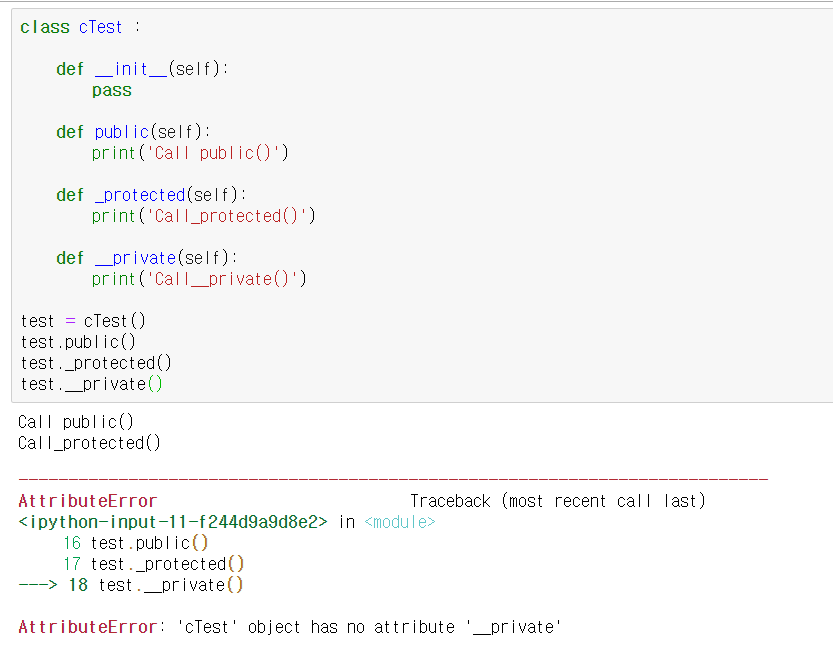 class cTest :
    def __init__(self):
        pass
    def public(self):
        print('Call public()')
    def _protected(self):
        print('Call_protected()')
    def __private(self):
        print('Call__private()')
test = cTest()
test.public()
test._protected()
test.__private()
Call public()
Call_protected()
---------------------------------------------------------------------------
AttributeError                            Traceback (most recent call last)
<ipython-input-11-f244d9a9d8e2> in <module>
     16 test.public()
     17 test._protected()
---> 18 test.__private()
AttributeError: 'cTest' object has no attribute '__private'